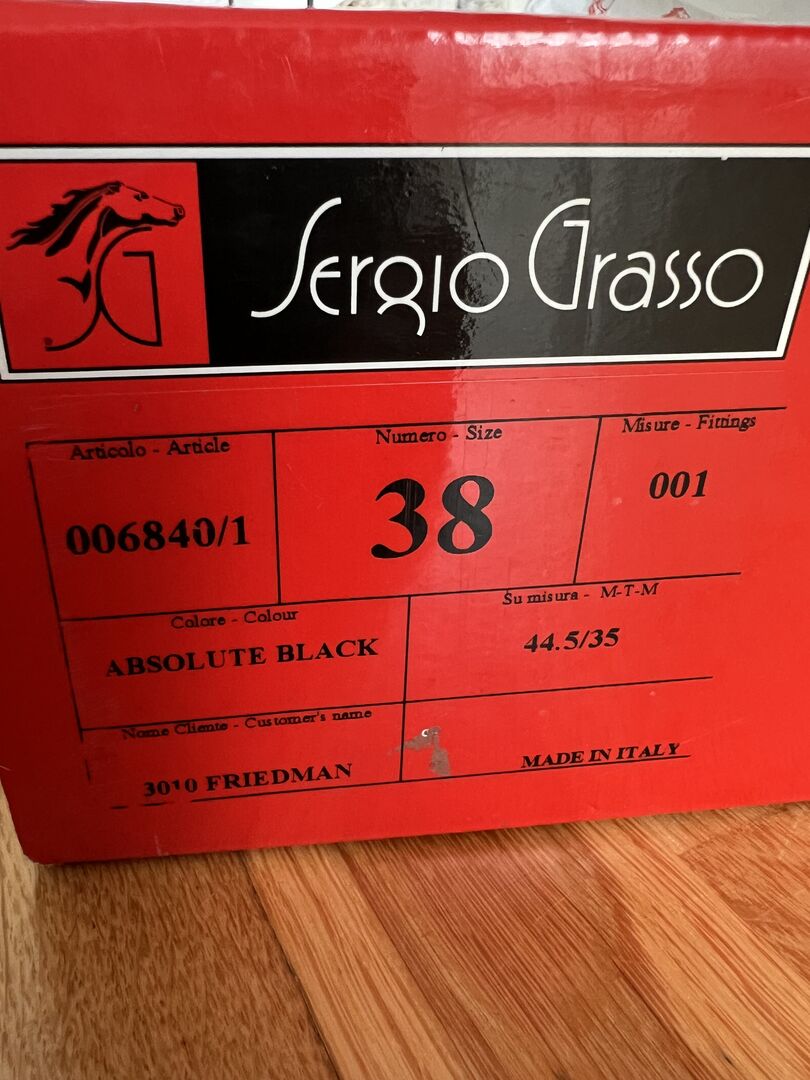 SG
Sergio Grasso
Articolo - Article
Numero - Size
Misure - Fittings
006840/1
38
001
Colore - Colour
Su misura - M-T-M
ABSOLUTE BLACK
44.5/35
Nome Cliente - Customer's name
3010 FRIEDMAN
MADE IN ITALY